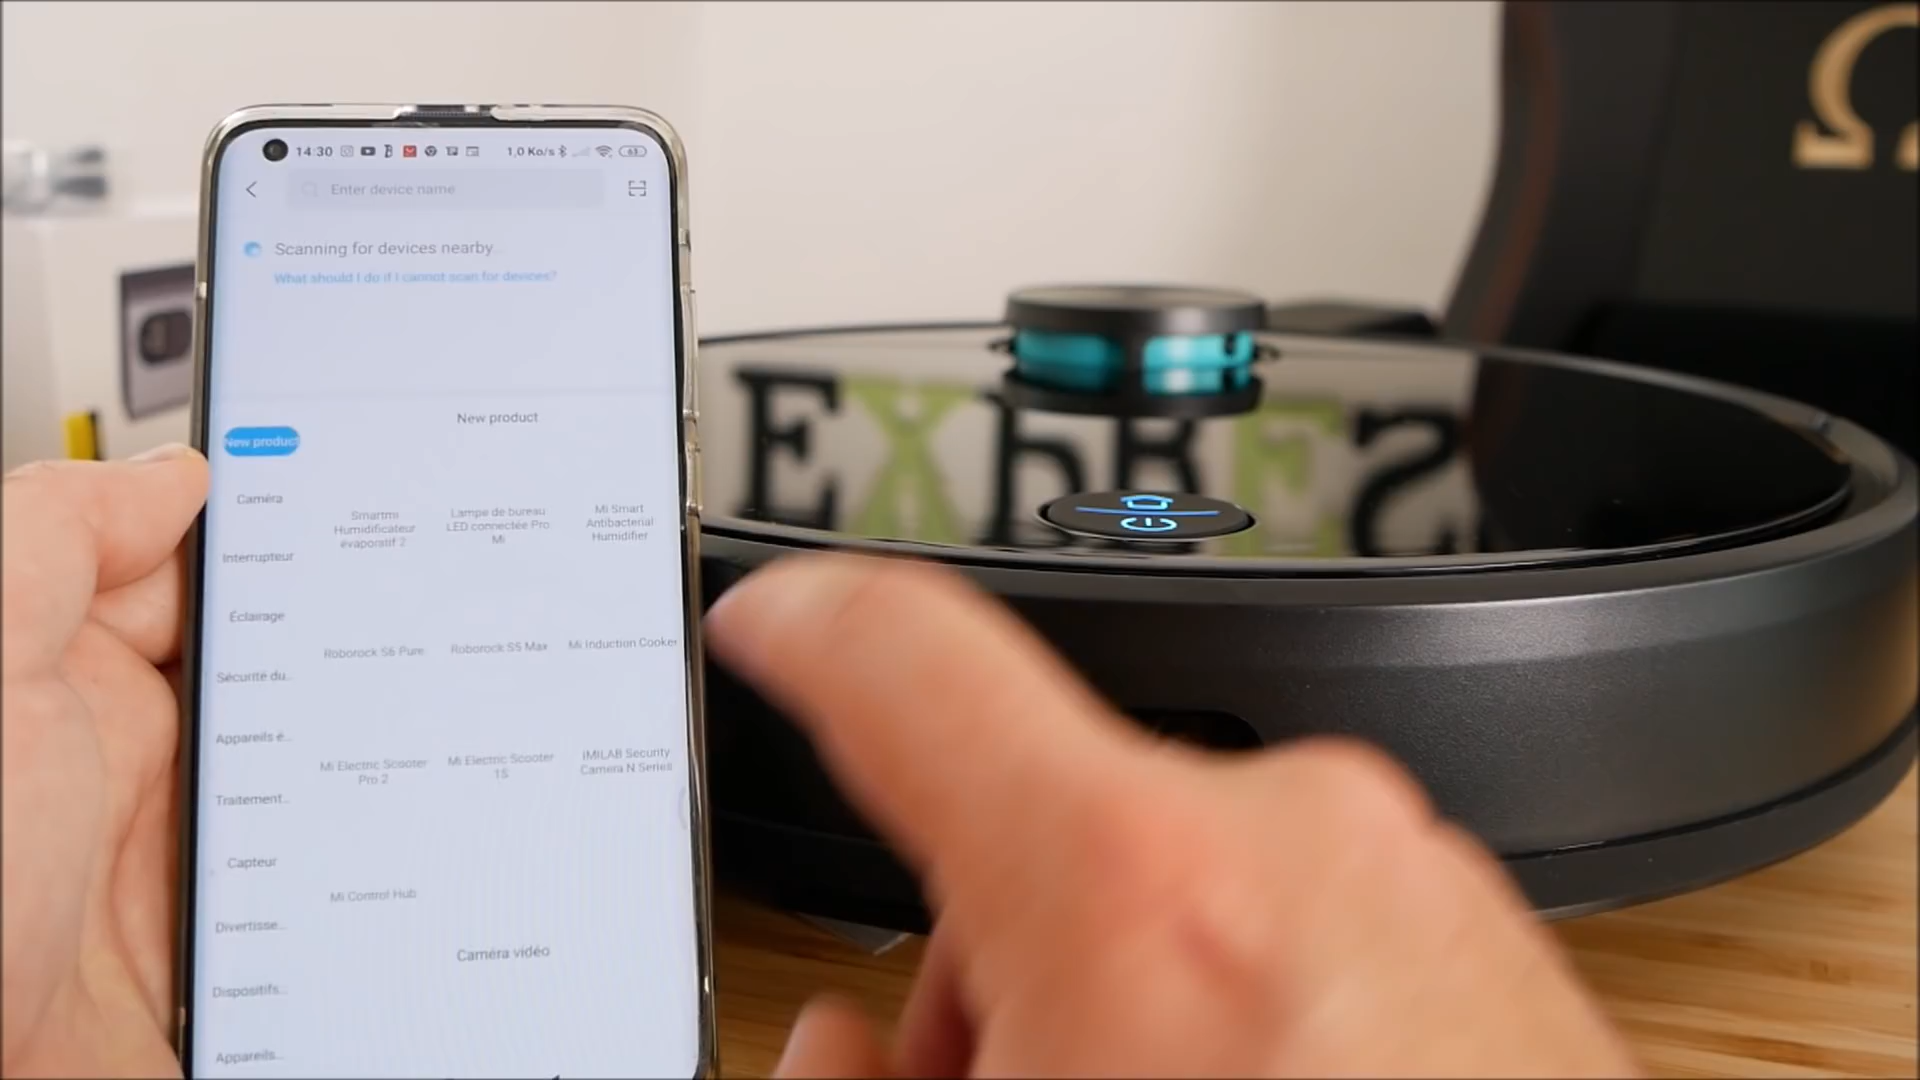 14:30
1,0 Ko/s
63
Enter device name
Scanning for devices nearby...
What should I do if I cannot scan for devices?
New product
New product
Caméra
Interrupteur
Éclairage
Sécurité du...
Appareils é...
Traitement...
Capteur
Divertisse...
Dispositifs...
Appareils...
Smartmi
Humidificateur
évaporatif 2
Lampe de bureau
LED connectée Pro
Mi
Mi Smart
Antibacterial
Humidifier
Roborock S6 Pure
Roborock S5 Max
Mi Induction Cooker
Mi Electric Scooter
Pro 2
Mi Electric Scooter
1S
IMILAB Security
Camera N Series
Mi Control Hub
Caméra vidéo
Ω